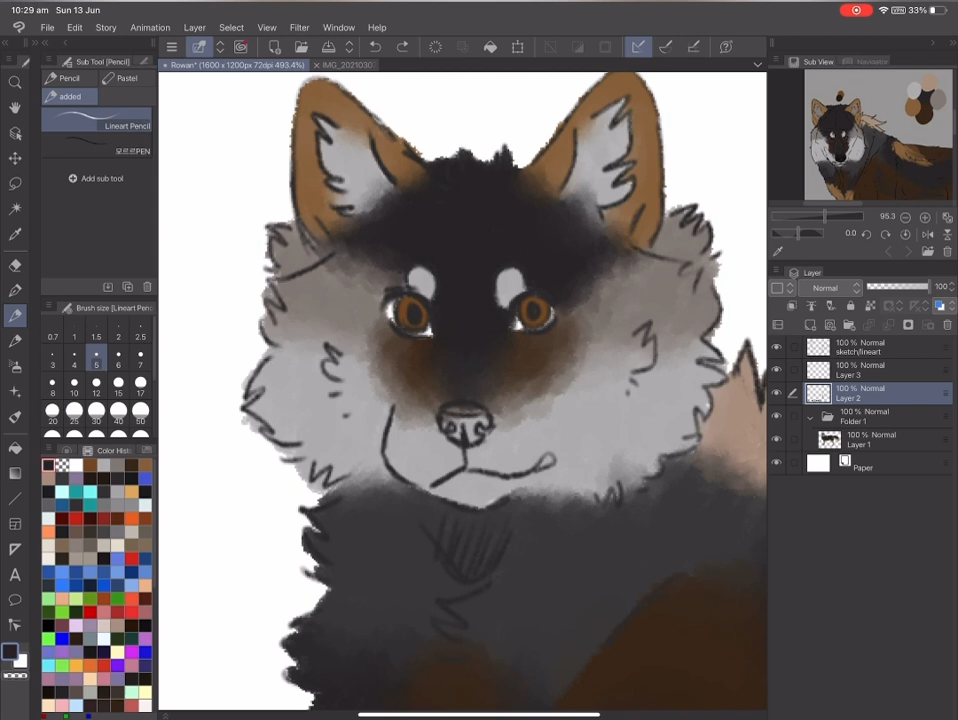 10:29 am Sun 13 Jun
VPN 33%
File Edit Story Animation Layer Select View Filter Window Help
Sub Tool [Pencil]
Rowan* (1600 x 1200px 72dpi 493.4%)
IMG_2021030
Sub View
Navigator
Pencil
Pastel
added
Lineart Pencil
모르르PEN
Add sub tool
95.3
0.0
Brush size [Lineart Penc
0.7 1 1.5 2 2.5
3 4 5 6 7
8 10 12 15 17
20 25 30 40 50
Color Hist
Layer
Normal
100
100 % Normal
sketch/lineart
100 % Normal
Layer 3
100 % Normal
Layer 2
100 % Normal
Folder 1
100 % Normal
Layer 1
Paper
A